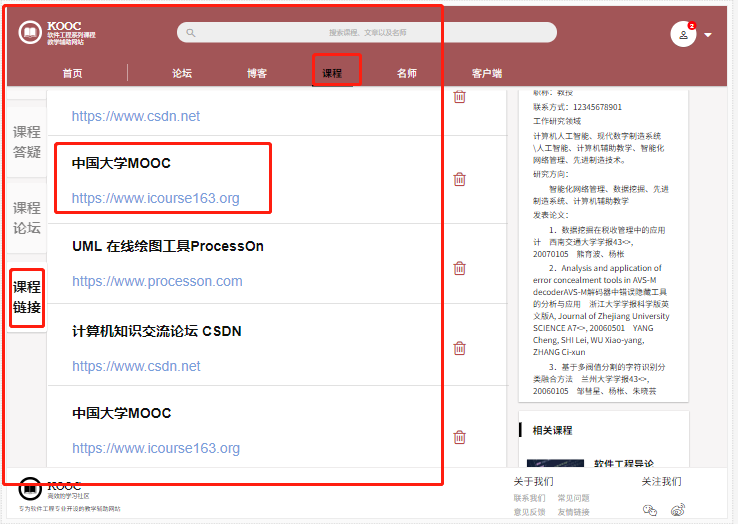 KOOC
软件工程系列课程
教学辅助网站
搜索课程、文章以及名师
2
首页
论坛
博客
课程
名师
客户端
课程
答疑
课程
论坛
课程
链接
https://www.csdn.net
中国大学MOOC
https://www.icourse163.org
UML 在线绘图工具ProcessOn
https://www.processon.com
计算机知识交流论坛 CSDN
https://www.csdn.net
中国大学MOOC
https://www.icourse163.org
职称：教授
联系方式：12345678901
工作研究领域
计算机人工智能、现代数字制造系统
\人工智能、计算机辅助教学、智能化
网络管理、先进制造技术。
研究方向：
智能化网络管理、数据挖掘、先进
制造系统、计算机辅助教学
发表论文：
1、数据挖掘在税收管理中的应用
计 西南交通大学学报43<>,
20070105 熊育波、杨枨
2、Analysis and application of
error concealment tools in AVS-M
decoderAVS-M解码器中错误隐藏工具
的分析与应用 浙江大学学报科学版英
文版A, Journal of Zhejiang University
SCIENCE A7<>, 20060501 YANG
Cheng, SHI Lei, WU Xiao-yang,
ZHANG Ci-xun
3、基于多阈值分割的字符识别分
类融合方法 兰州大学学报43<>,
20060105 邹彗星、杨枨、朱晓芸
相关课程
软件工程导论
KOOC
高效的学习社区
专为软件工程专业开设的教学辅助网站
关于我们
联系我们 常见问题
意见反馈 友情链接
关注我们